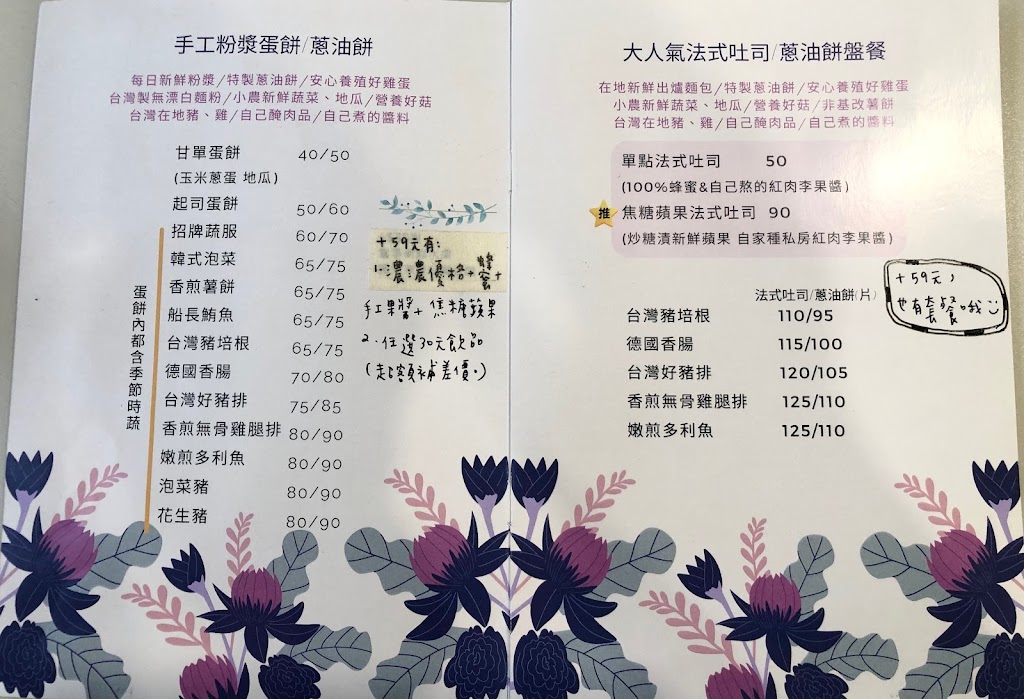 手工粉漿蛋餅/蔥油餅
每日新鮮粉漿/特製蔥油餅/安心養殖好雞蛋
台灣製無漂白麵粉/小農新鮮蔬菜、地瓜/營養好菇
台灣在地豬、雞/自己醃肉品/自己煮的醬料
甘單蛋餅 40/50
(玉米蔥蛋 地瓜)
起司蛋餅 50/60
招牌蔬服 60/70
韓式泡菜 65/75
香煎薯餅 65/75
船長鮪魚 65/75
台灣豬培根 65/75
德國香腸 70/80
台灣好豬排 75/85
香煎無骨雞腿排 80/90
嫩煎多利魚 80/90
泡菜豬 80/90
花生豬 80/90
蛋餅內都含季節時蔬
+59元有:
1.濃濃優格+蜂蜜+
手工果醬+焦糖蘋果
2.任選30元飲品
(超額補差價。)
大人氣法式吐司/蔥油餅盤餐
在地新鮮出爐麵包/特製蔥油餅/安心養殖好雞蛋
小農新鮮蔬菜、地瓜/營養好菇/非基改薯餅
台灣在地豬、雞/自己醃肉品/自己煮的醬料
單點法式吐司 50
(100%蜂蜜&自己熬的紅肉李果醬)
推 焦糖蘋果法式吐司 90
(炒糖漬新鮮蘋果 自家種私房紅肉李果醬)
+59元,
也有套餐哦
法式吐司/蔥油餅(片)
台灣豬培根 110/95
德國香腸 115/100
台灣好豬排 120/105
香煎無骨雞腿排 125/110
嫩煎多利魚 125/110